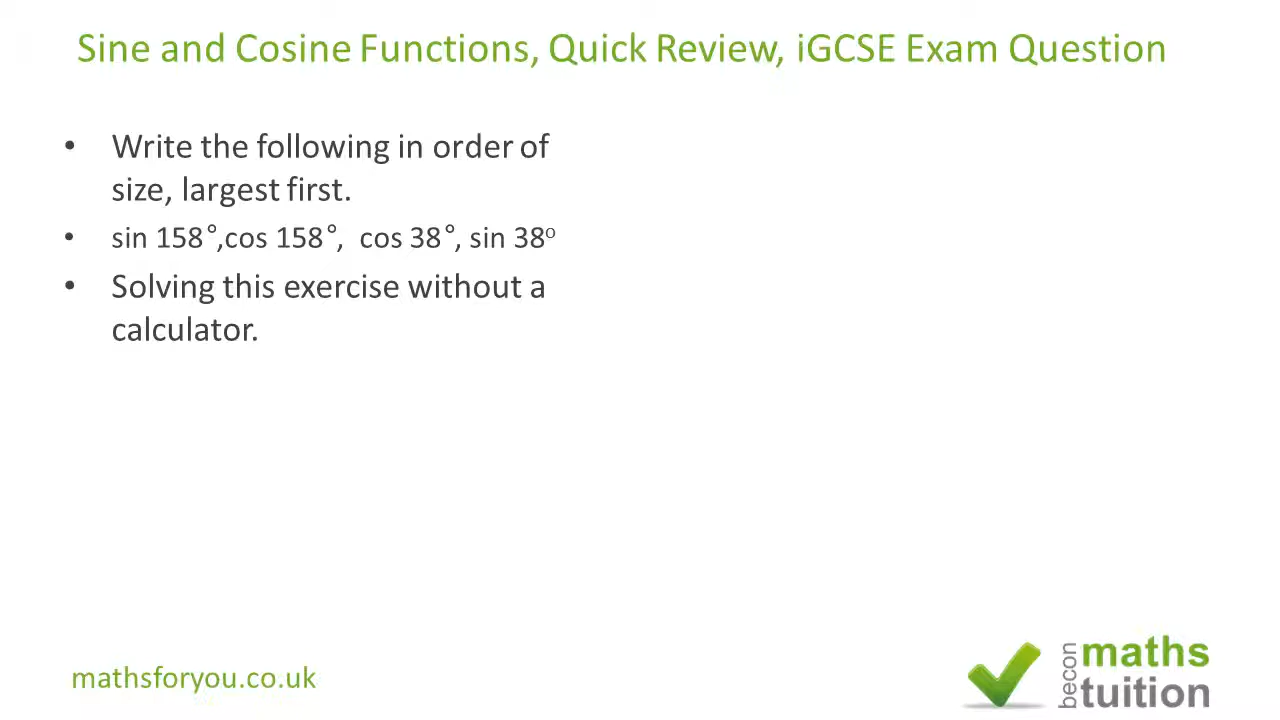 Sine and Cosine Functions, Quick Review, iGCSE Exam Question
• Write the following in order of
size, largest first.
• sin 158°,cos 158°, cos 38°, sin 38º
• Solving this exercise without a
calculator.
mathsforyou.co.uk
becon
maths
tuition